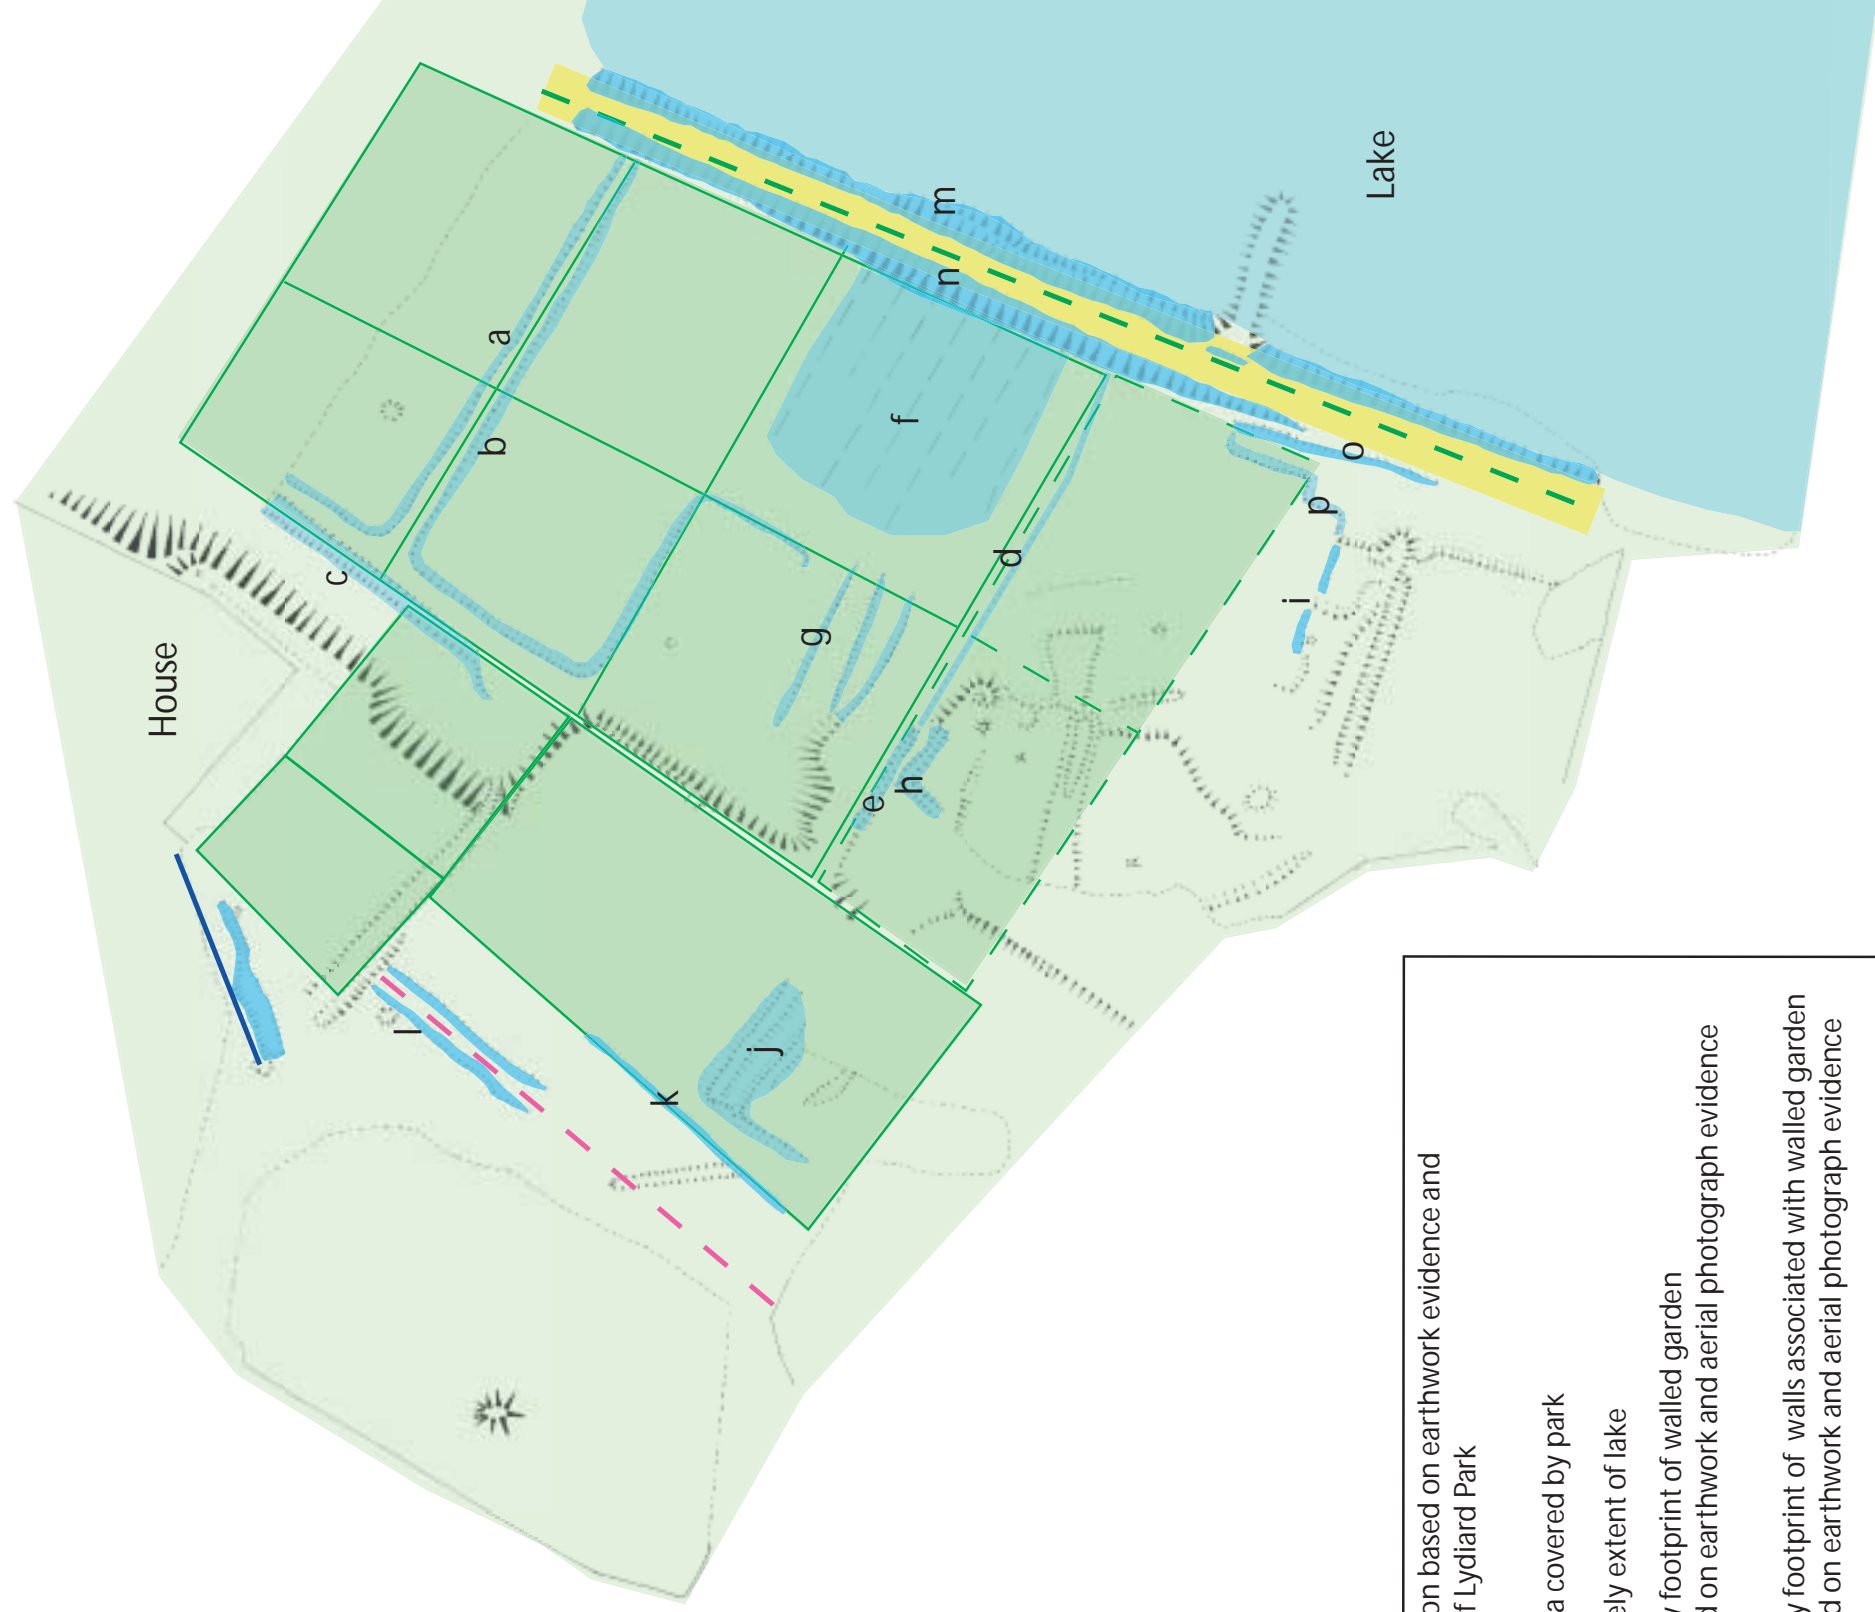 House
Lake
a
b
c
d
e
f
g
h
i
j
k
l
m
n
o
p
on based on earthwork evidence and
f Lydiard Park
a covered by park
ely extent of lake
y footprint of walled garden
d on earthwork and aerial photograph evidence
y footprint of walls associated with walled garden
d on earthwork and aerial photograph evidence